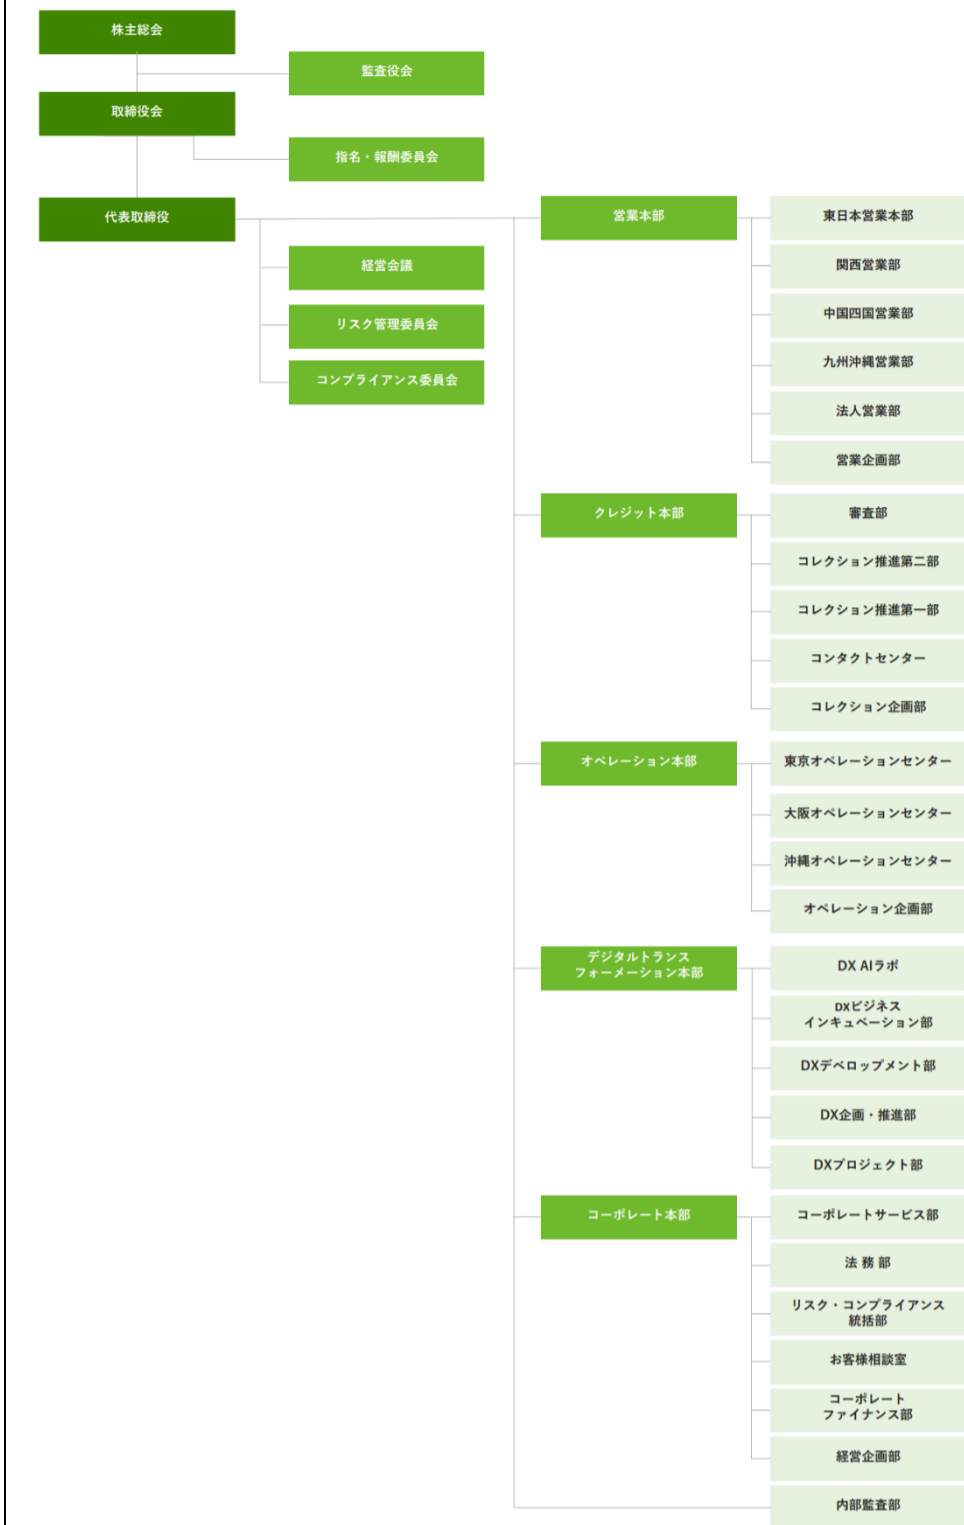 株主総会
監査役会
取締役会
指名・報酬委員会
代表取締役
経営会議
リスク管理委員会
コンプライアンス委員会
営業本部
東日本営業本部
関西営業部
中国四国営業部
九州沖縄営業部
法人営業部
営業企画部
クレジット本部
審査部
コレクション推進第二部
コレクション推進第一部
コンタクトセンター
コレクション企画部
オペレーション本部
東京オペレーションセンター
大阪オペレーションセンター
沖縄オペレーションセンター
オペレーション企画部
デジタルトランス
フォーメーション本部
DX AIラボ
DXビジネス
インキュベーション部
DXデベロップメント部
DX企画・推進部
DXプロジェクト部
コーポレート本部
コーポレートサービス部
法 務 部
リスク・コンプライアンス
統括部
お客様相談室
コーポレート
ファイナンス部
経営企画部
内部監査部